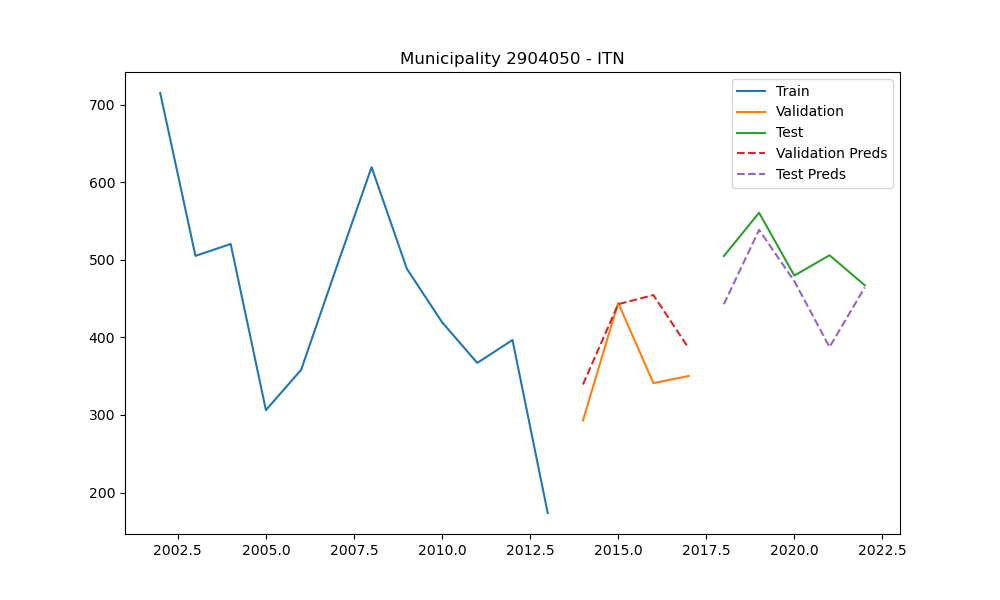 Municipality 2904050 - ITN
Train
Validation
Test
Validation Preds
Test Preds
700
600
500
400
300
200
2002.5 2005.0 2007.5 2010.0 2012.5 2015.0 2017.5 2020.0 2022.5